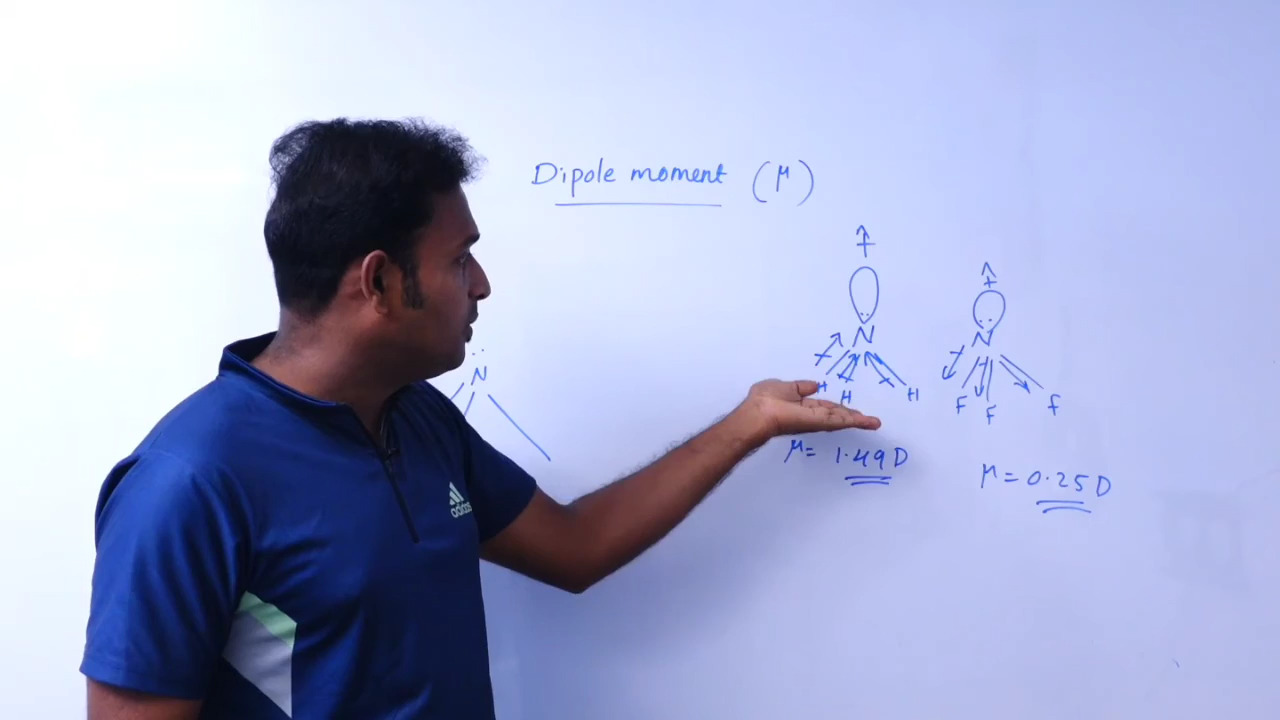 Dipole moment (μ)
N
N
N
H H H
F F F
μ= 1.49 D
μ= 0.25 D
adidas